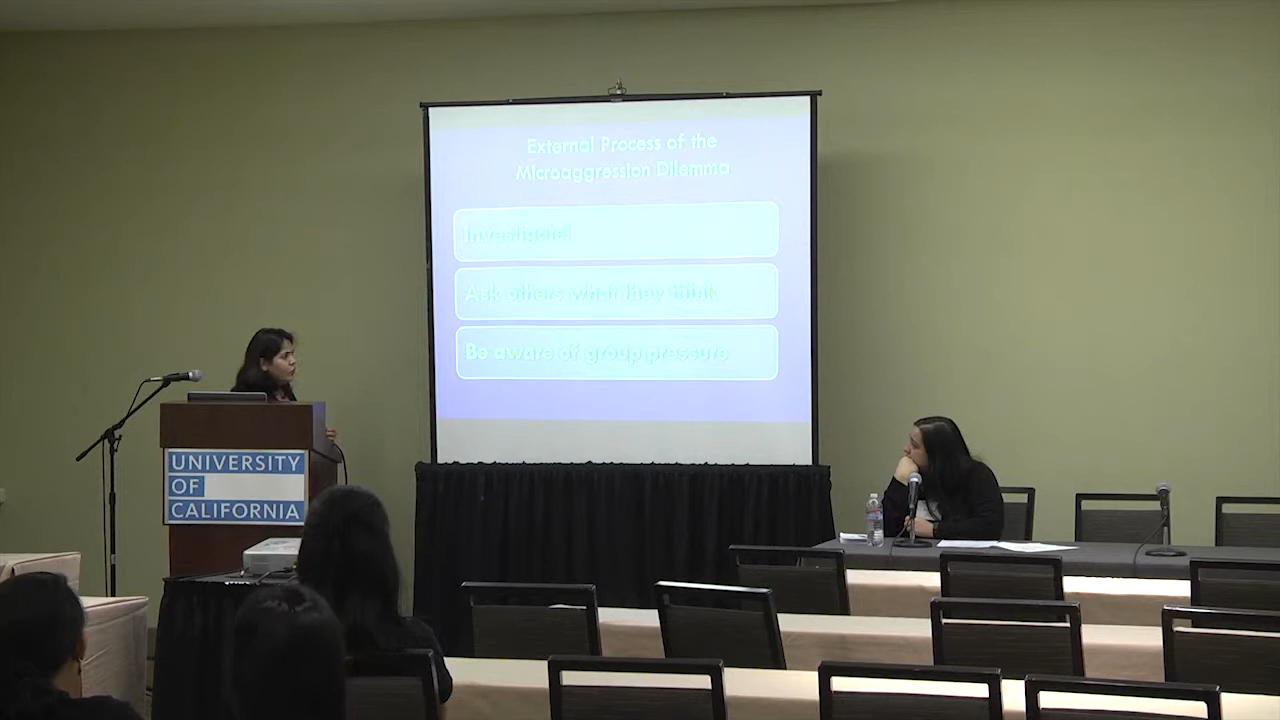 External Process of the
Microaggression Dilemma
Investigate!
Ask others what they think
Be aware of group pressure
UNIVERSITY
OF
CALIFORNIA